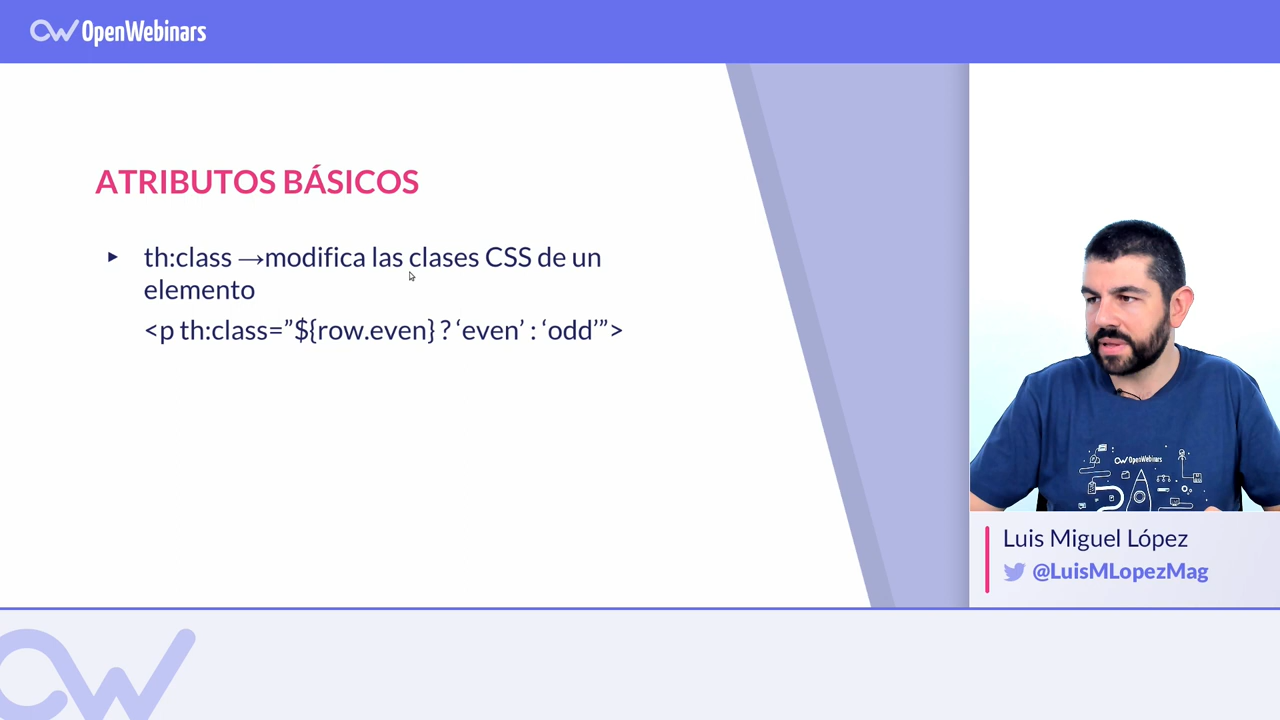 OpenWebinars
ATRIBUTOS BÁSICOS
▸ th:class →modifica las clases CSS de un
elemento
<p th:class=”${row.even} ? ‘even’ : ‘odd’”>
OpenWebinars
Luis Miguel López
@LuisMLopezMag